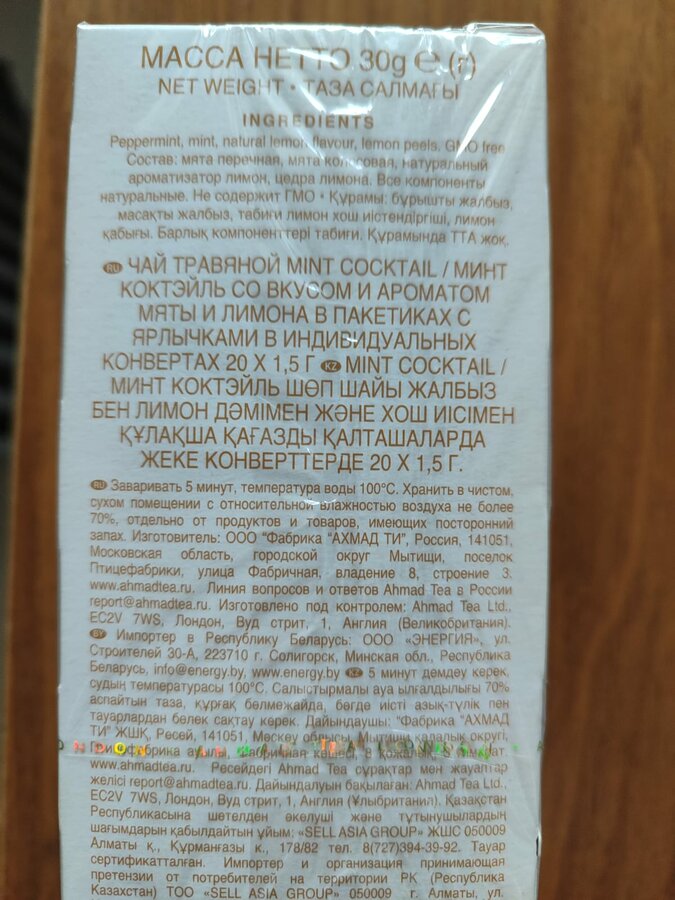 МАССА НЕТТО 30g e (г)
NET WEIGHT • ТАЗА САЛМАҒЫ
INGREDIENTS
Peppermint, mint, natural lemon flavour, lemon peels. GMO free
Состав: мята перечная, мята колосовая, натуральный
ароматизатор лимон, цедра лимона. Все компоненты
натуральные. Не содержит ГМО • Құрамы: бұрышты жалбыз,
масақты жалбыз, табиғи лимон хош иістендіргіші, лимон
қабығы. Барлық компоненттері табиғи. Құрамында ТТА жоқ.
RU ЧАЙ ТРАВЯНОЙ MINT COCKTAIL / МИНТ
КОКТЭЙЛЬ СО ВКУСОМ И АРОМАТОМ
МЯТЫ И ЛИМОНА В ПАКЕТИКАХ С
ЯРЛЫЧКАМИ В ИНДИВИДУАЛЬНЫХ
КОНВЕРТАХ 20 X 1,5 Г KZ MINT COCKTAIL /
МИНТ КОКТЭЙЛЬ ШӨП ШАЙЫ ЖАЛБЫЗ
БЕН ЛИМОН ДӘМІМЕН ЖӘНЕ ХОШ ИІСІМЕН
ҚҰЛАҚША ҚАҒАЗДЫ ҚАЛТАШАЛАРДА
ЖЕКЕ КОНВЕРТТЕРДЕ 20 X 1,5 Г.
RU Заваривать 5 минут, температура воды 100°С. Хранить в чистом,
сухом помещении с относительной влажностью воздуха не более
70%, отдельно от продуктов и товаров, имеющих посторонний
запах. Изготовитель: ООО "Фабрика "АХМАД ТИ", Россия, 141051,
Московская область, городской округ Мытищи, поселок
Птицефабрики, улица Фабричная, владение 8, строение 3.
www.ahmadtea.ru. Линия вопросов и ответов Ahmad Tea в России
report@ahmadtea.ru. Изготовлено под контролем: Ahmad Tea Ltd.,
EC2V 7WS, Лондон, Вуд стрит, 1, Англия (Великобритания).
BY Импортер в Республику Беларусь: ООО «ЭНЕРГИЯ», ул.
Строителей 30-А, 223710 г. Солигорск, Минская обл., Республика
Беларусь, info@energy.by, www.energy.by KZ 5 минут демдеу керек,
судың температурасы 100°С. Салыстырмалы ауа ылғалдылығы 70%
аспайтын таза, құрғақ бөлмежайда, бөгде иісті азық-түлік пен
тауарлардан бөлек сақтау керек. Дайындаушы: "Фабрика "АХМАД
ТИ" ЖШҚ, Ресей, 141051, Мәскеу облысы, Мытищи қалалық округі,
Птицефабрика ауылы, Фабричная көшесі, 8
www.ahmadtea.ru. Ресейдегі Ahmad Tea сұрақтар мен жауаптар
желісі report@ahmadtea.ru. Дайындалуын бақылаған: Ahmad Tea Ltd.,
EC2V 7WS, Лондон, Вуд стрит, 1, Англия (Ұлыбритания). Қазақстан
Республикасына шетелден әкелуші және тұтынушылардың
шағымдарын қабылдайтын ұйым: «SELL ASIA GROUP» ЖШС 050009
Алматы қ., Құрманғазы к., 178/82 тел. 8(727)394-39-92. Тауар
сертификатталған. Импортер и организация принимающая
претензии от потребителей на территории РК (Республики
Казахстан) ТОО «SELL ASIA GROUP» 050009 г. Алматы, ул.